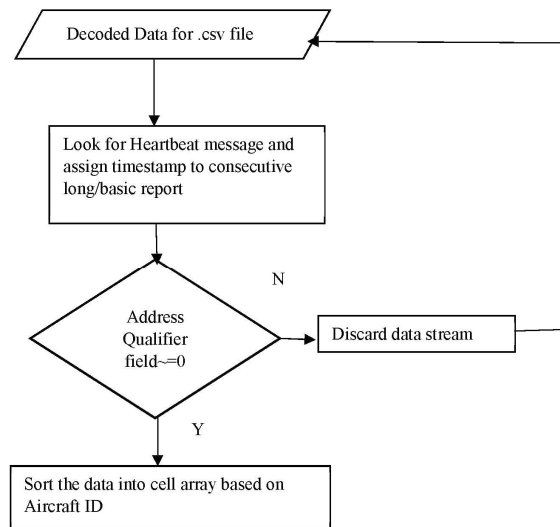 Decoded Data for .csv file
Look for Heartbeat message and
assign timestamp to consecutive
long/basic report
N
Address
Qualifier
field~=0
Discard data stream
Y
Sort the data into cell array based on
Aircraft ID